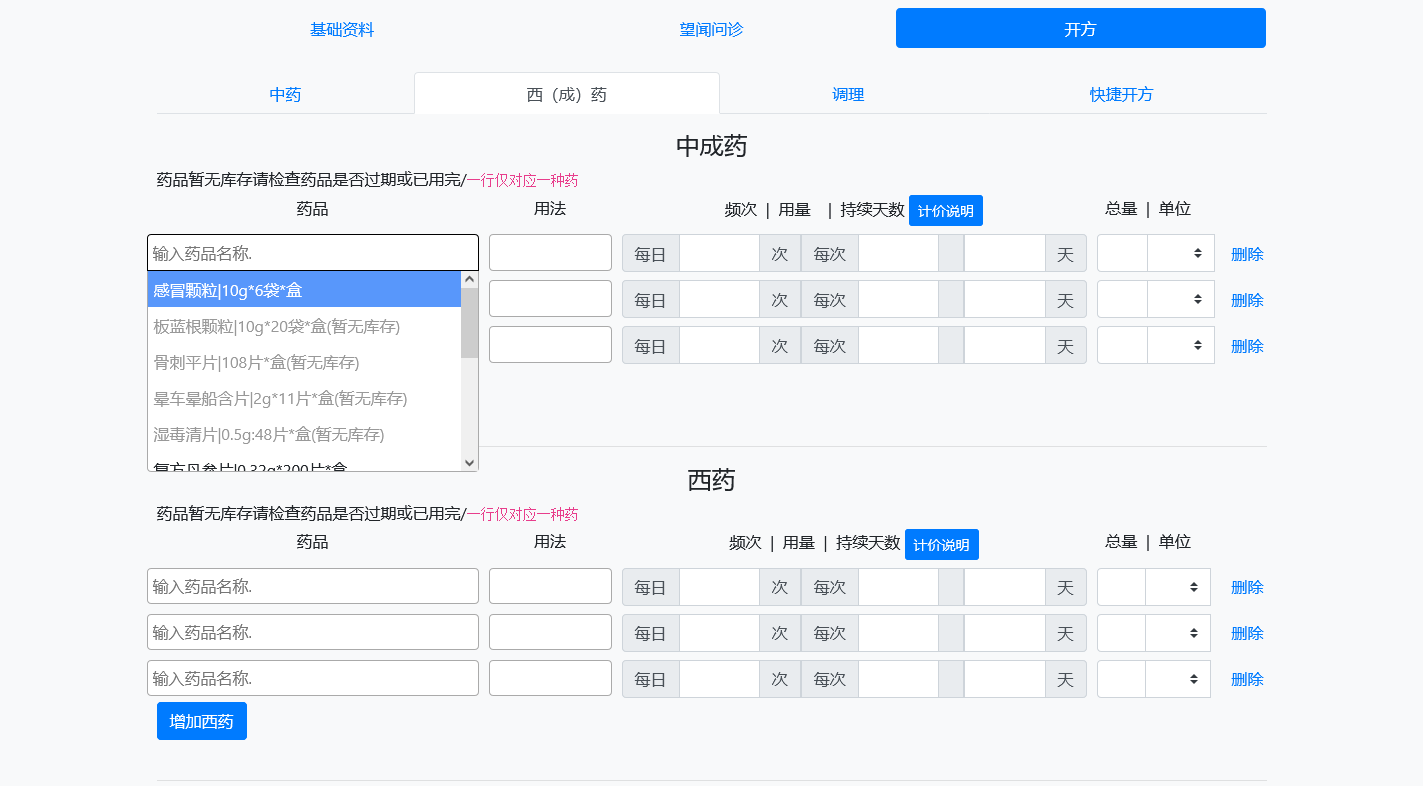 基础资料 望闻问诊 开方
中药 西（成）药 调理 快捷开方
中成药
药品暂无库存请检查药品是否过期或已用完/一行仅对应一种药
药品 用法 频次 | 用量 | 持续天数 计价说明 总量 | 单位
输入药品名称. 每日 次 每次 天 删除
感冒颗粒|10g*6袋*盒
每日 次 每次 天 删除
板蓝根颗粒|10g*20袋*盒(暂无库存)
每日 次 每次 天 删除
骨刺平片|108片*盒(暂无库存)
晕车晕船含片|2g*11片*盒(暂无库存)
湿毒清片|0.5g:48片*盒(暂无库存)
复方丹参片|0.32g*200片*盒
西药
药品暂无库存请检查药品是否过期或已用完/一行仅对应一种药
药品 用法 频次 | 用量 | 持续天数 计价说明 总量 | 单位
输入药品名称. 每日 次 每次 天 删除
输入药品名称. 每日 次 每次 天 删除
输入药品名称. 每日 次 每次 天 删除
增加西药